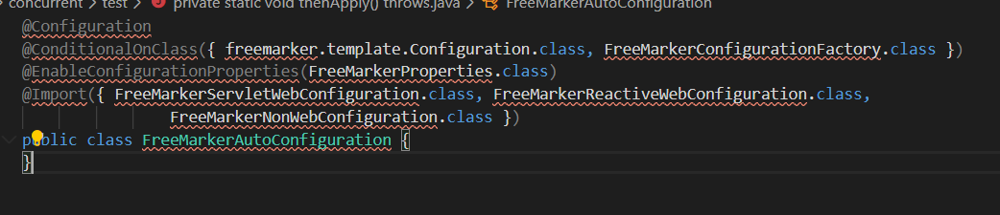 concurrent > test > J private static void thenApply() throws.java > FreeMarkerAutoConfiguration
@Configuration
@ConditionalOnClass({ freemarker.template.Configuration.class, FreeMarkerConfigurationFactory.class })
@EnableConfigurationProperties(FreeMarkerProperties.class)
@Import({ FreeMarkerServletWebConfiguration.class, FreeMarkerReactiveWebConfiguration.class,
FreeMarkerNonWebConfiguration.class })
public class FreeMarkerAutoConfiguration {
}